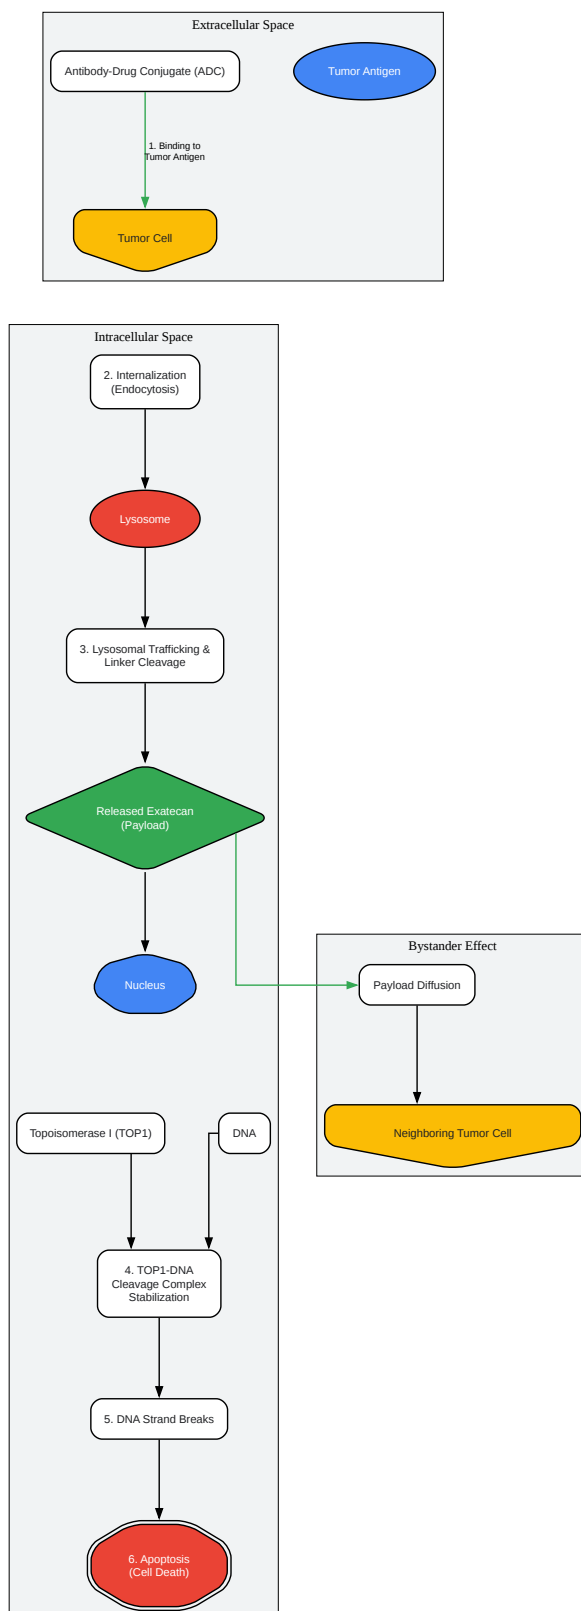 Extracellular Space
Antibody-Drug Conjugate (ADC)
Tumor Antigen
1. Binding to
Tumor Antigen
Tumor Cell
Intracellular Space
2. Internalization
(Endocytosis)
Lysosome
3. Lysosomal Trafficking &
Linker Cleavage
Released Exatecan
(Payload)
Nucleus
Bystander Effect
Payload Diffusion
Neighboring Tumor Cell
Topoisomerase I (TOP1)
DNA
4. TOP1-DNA
Cleavage Complex
Stabilization
5. DNA Strand Breaks
6. Apoptosis
(Cell Death)